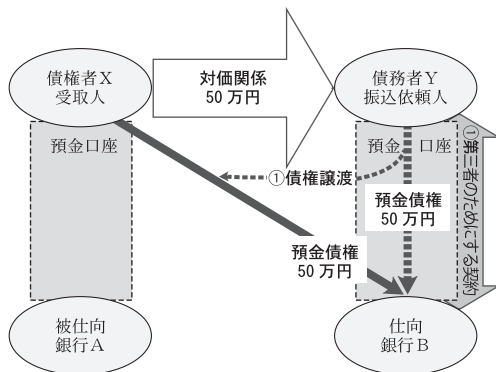 債権者X
受取人
対価関係
50万円
債務者Y
振込依頼人
預金口座
預金 口座
①債権譲渡
①第三者のためにする契約
預金債権
50万円
預金債権
50万円
被仕向
銀行A
仕向
銀行B